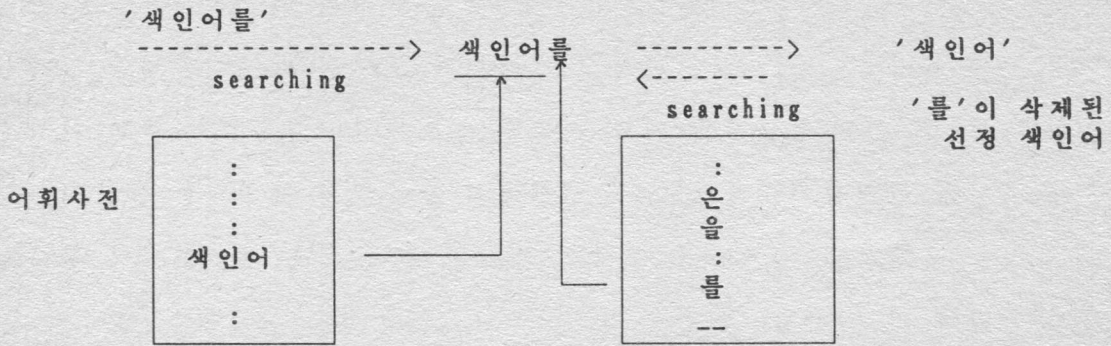 '색인어를'
-----------------> 색인어를 ----------> '색인어'
searching <--------
searching '를'이 삭제된
선정 색인어
어휘사전
:
:
:
색인어
:
:
은
을
:
를
--